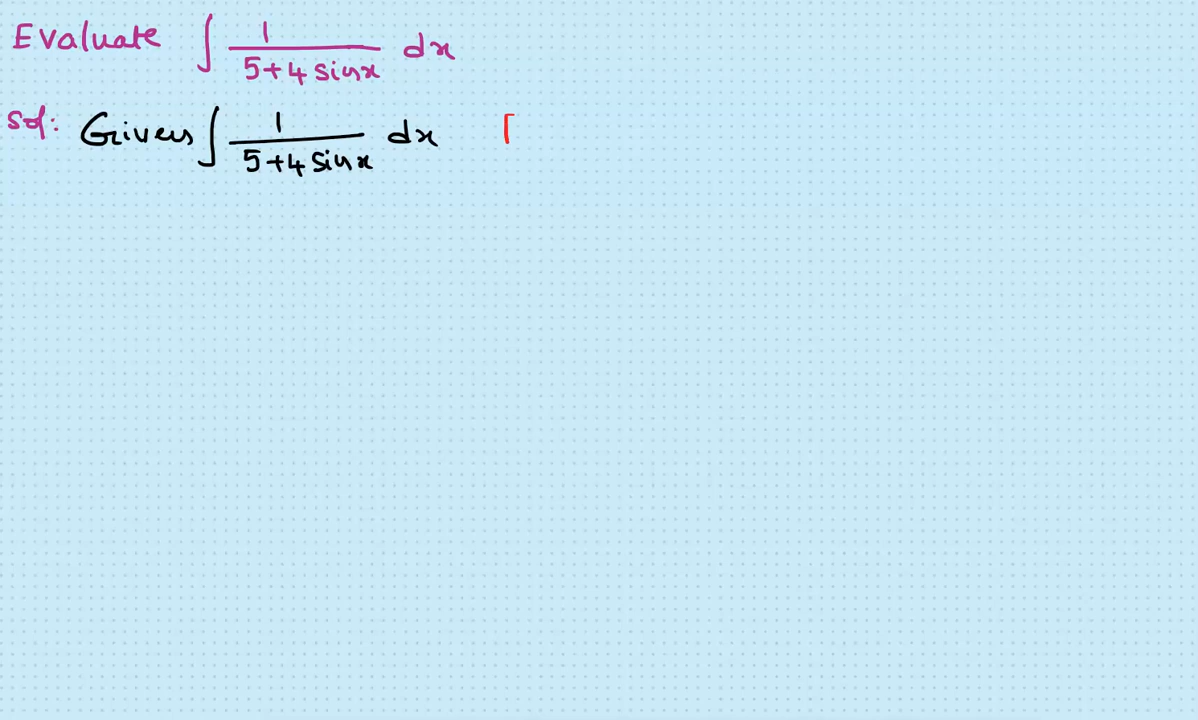 Evaluate ∫ 1/(5+4 sinx) dx
Sol: Given ∫ 1/(5+4 sinx) dx [